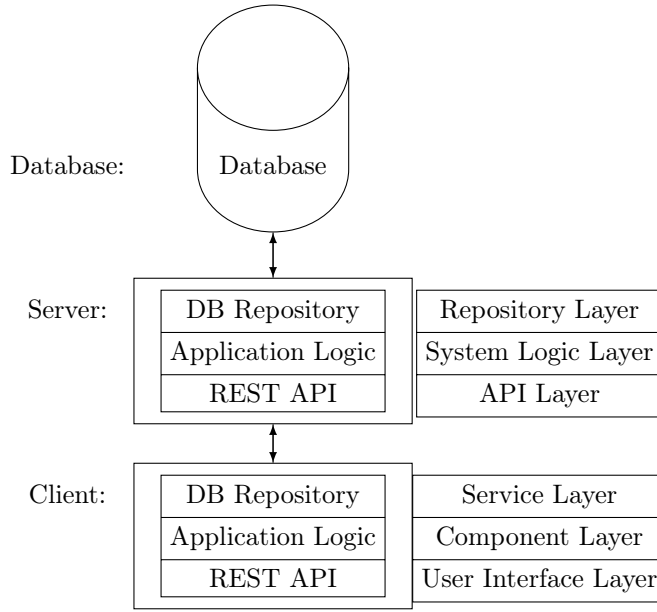 Database: Database
Server: DB Repository Repository Layer
Application Logic System Logic Layer
REST API API Layer
Client: DB Repository Service Layer
Application Logic Component Layer
REST API User Interface Layer